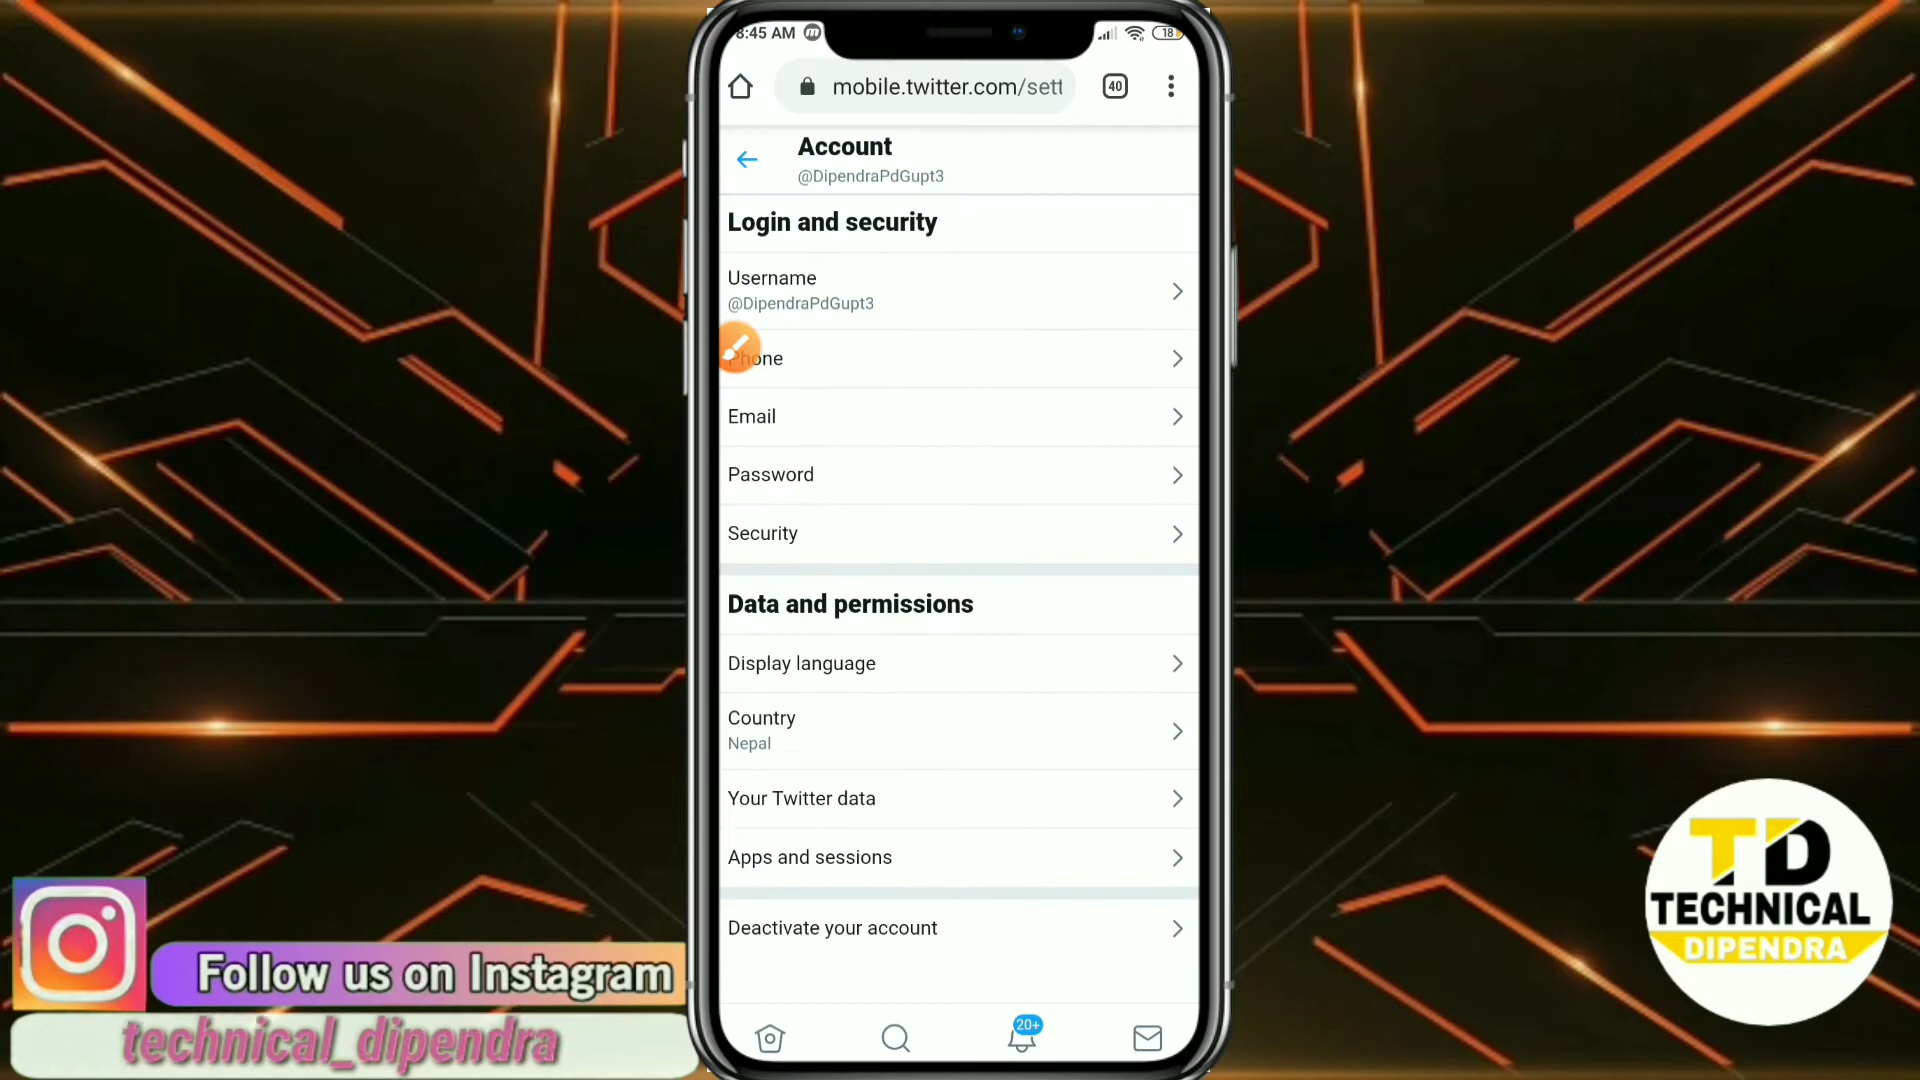 8:45 AM
18
mobile.twitter.com/sett
40
Account
@DipendraPdGupt3
Login and security
Username
@DipendraPdGupt3
Phone
Email
Password
Security
Data and permissions
Display language
Country
Nepal
Your Twitter data
Apps and sessions
Deactivate your account
20+
Follow us on Instagram
technical_dipendra
TD
TECHNICAL
DIPENDRA